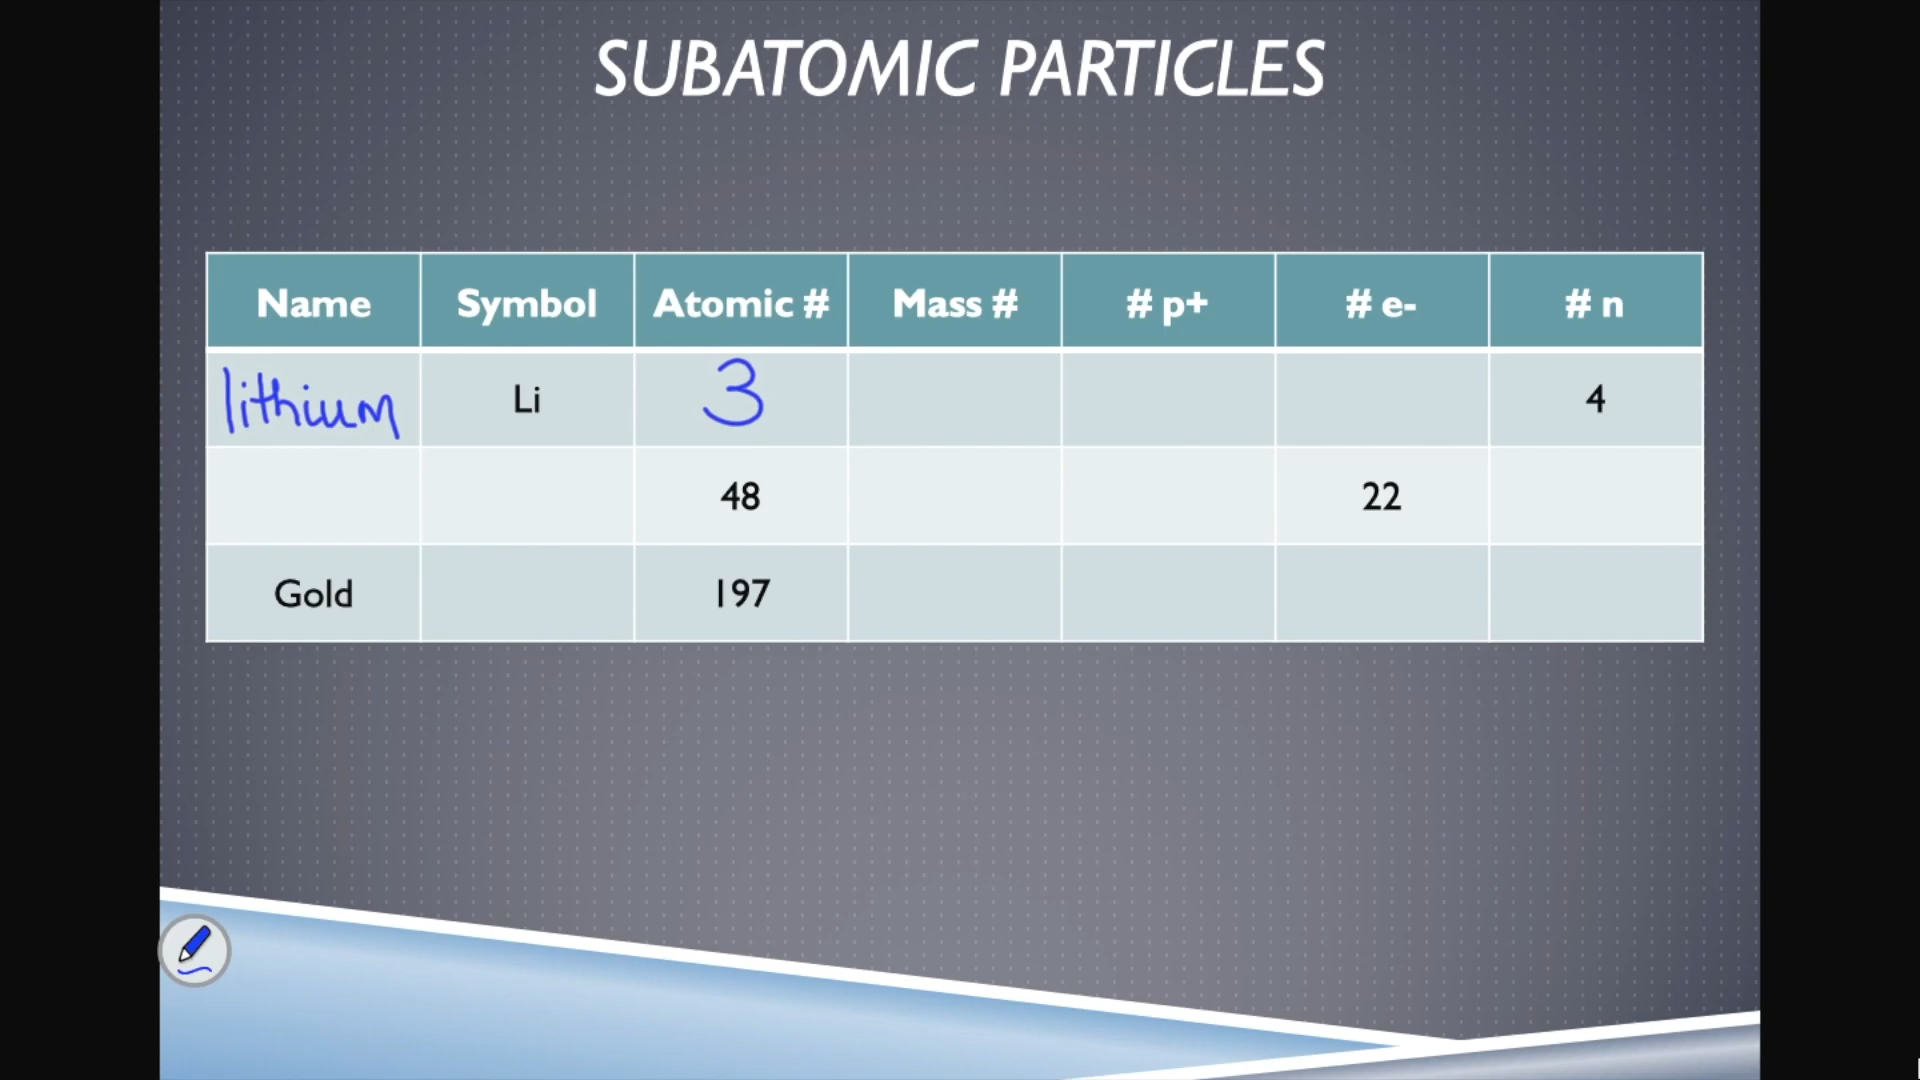 SUBATOMIC PARTICLES
Name Symbol Atomic # Mass # # p+ # e- # n
lithium Li 3 4
48 22
Gold 197